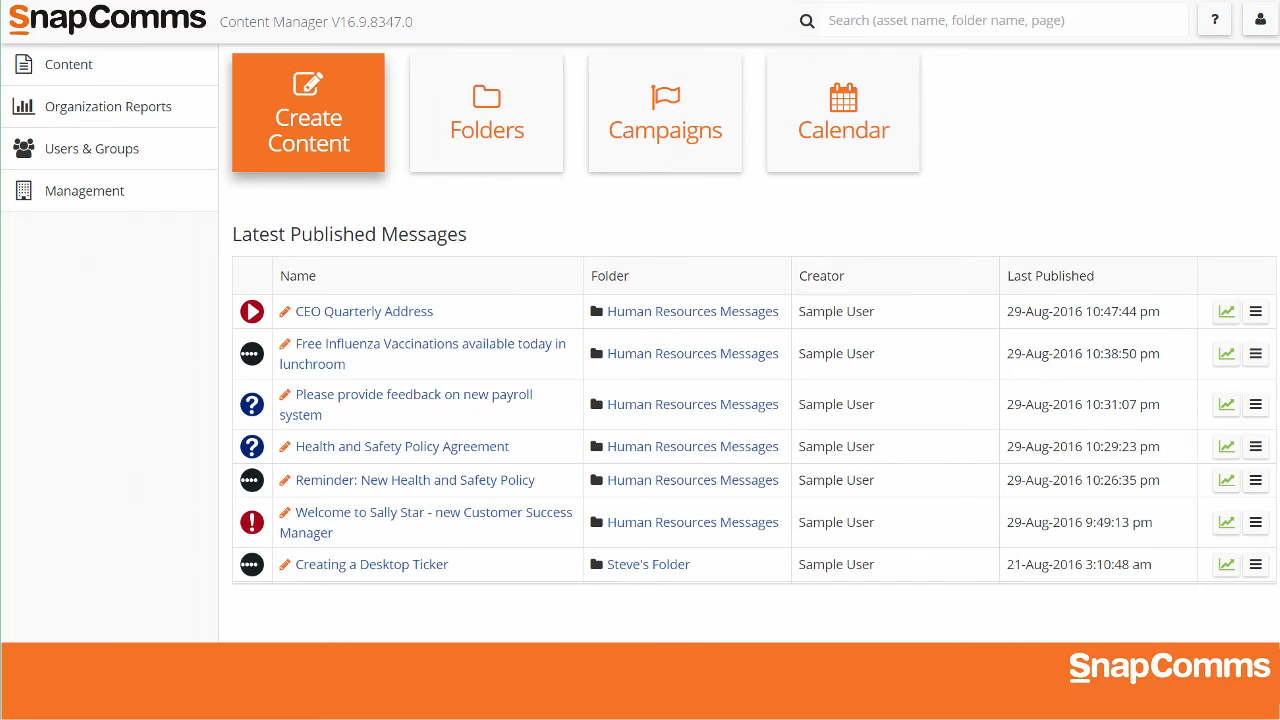 SnapComms Content Manager V16.9.8347.0 Search (asset name, folder name, page) ?
Content
Organization Reports
Users & Groups
Management
Create
Content
Folders
Campaigns
Calendar
Latest Published Messages
Name Folder Creator Last Published
CEO Quarterly Address Human Resources Messages Sample User 29-Aug-2016 10:47:44 pm
Free Influenza Vaccinations available today in
lunchroom Human Resources Messages Sample User 29-Aug-2016 10:38:50 pm
? Please provide feedback on new payroll
system Human Resources Messages Sample User 29-Aug-2016 10:31:07 pm
? Health and Safety Policy Agreement Human Resources Messages Sample User 29-Aug-2016 10:29:23 pm
Reminder: New Health and Safety Policy Human Resources Messages Sample User 29-Aug-2016 10:26:35 pm
! Welcome to Sally Star - new Customer Success
Manager Human Resources Messages Sample User 29-Aug-2016 9:49:13 pm
Creating a Desktop Ticker Steve's Folder Sample User 21-Aug-2016 3:10:48 am
SnapComms